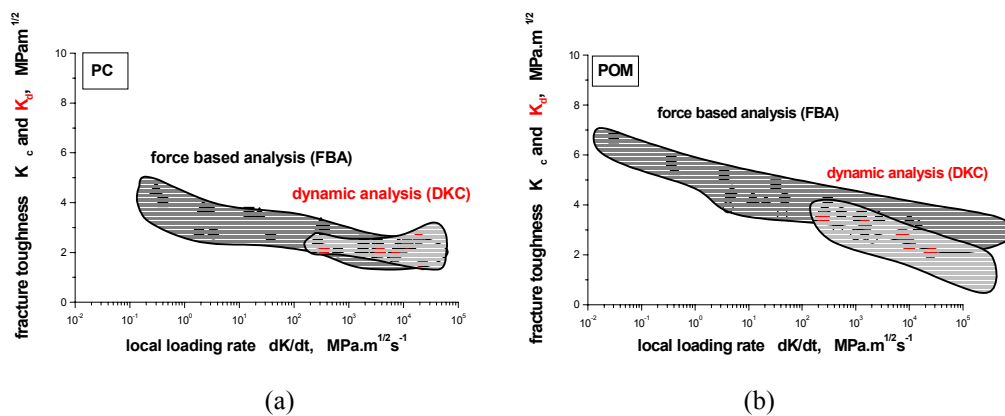 PC
fracture toughness K c and Kd, MPam 1/2
10
8
6
4
2
0
force based analysis (FBA)
dynamic analysis (DKC)
10-2 10-1 100 101 102 103 104 105
local loading rate dK/dt, MPa.m1/2s-1
(a)
POM
fracture toughness K c and Kd, MPa.m 1/2
10
8
6
4
2
0
force based analysis (FBA)
dynamic analysis (DKC)
10-2 10-1 100 101 102 103 104 105
local loading rate dK/dt, MPa.m1/2s-1
(b)